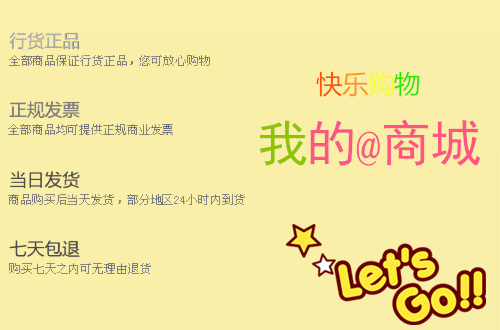 行货正品
全部商品保证行货正品，您可放心购物
正规发票
全部商品均可提供正规商业发票
当日发货
商品购买后当天发货，部分地区24小时内到货
七天包退
购买七天之内可无理由退货
快乐购物
我的@商城
Let's
Go!!